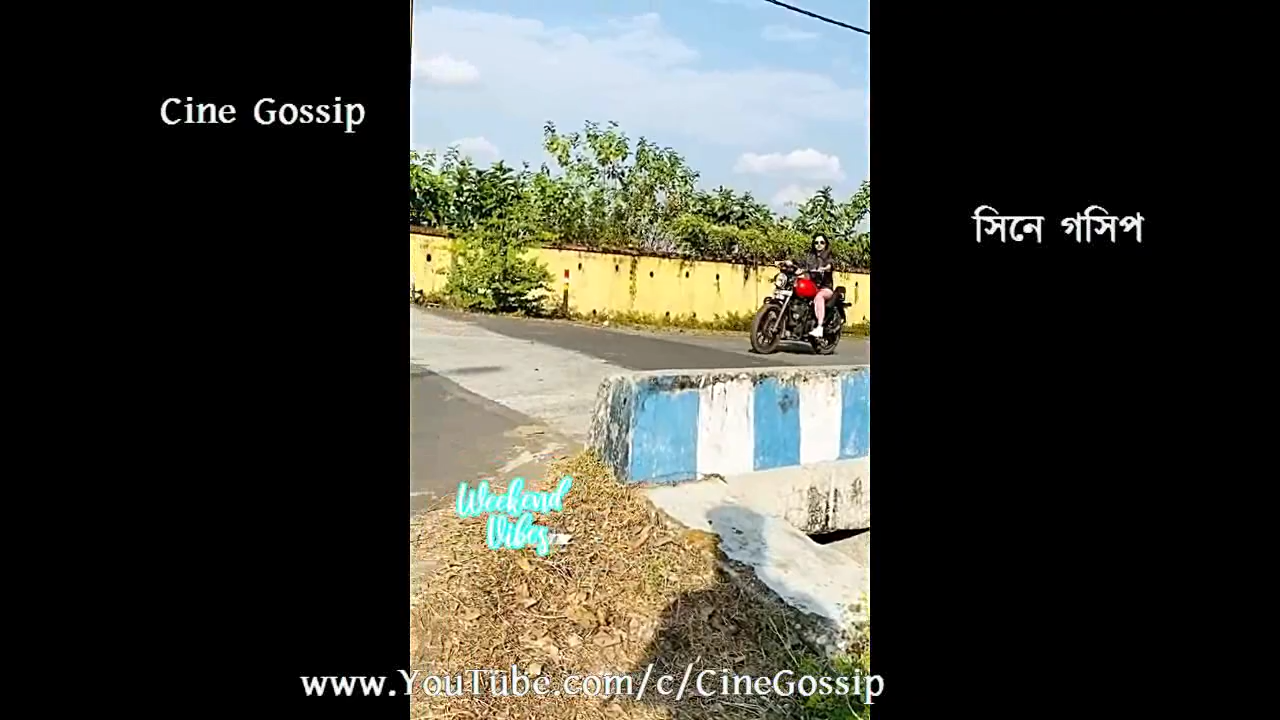 Cine Gossip
সিনে গসিপ
Weekend
Vibes
www.YouTube.com/c/CineGossip